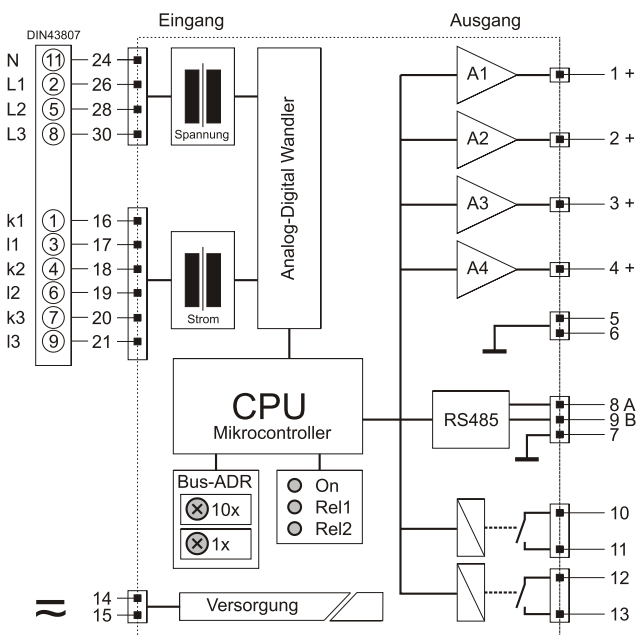 Eingang
Ausgang
DIN43807
N 11 24
L1 2 26
L2 5 28
L3 8 30
Spannung
k1 1 16
l1 3 17
k2 4 18
l2 6 19
k3 7 20
l3 9 21
Strom
Analog-Digital Wandler
A1 1 +
A2 2 +
A3 3 +
A4 4 +
5
6
CPU
Mikrocontroller
RS485
8 A
9 B
7
Bus-ADR
10x
1x
On
Rel1
Rel2
10
11
12
13
14
15
Versorgung